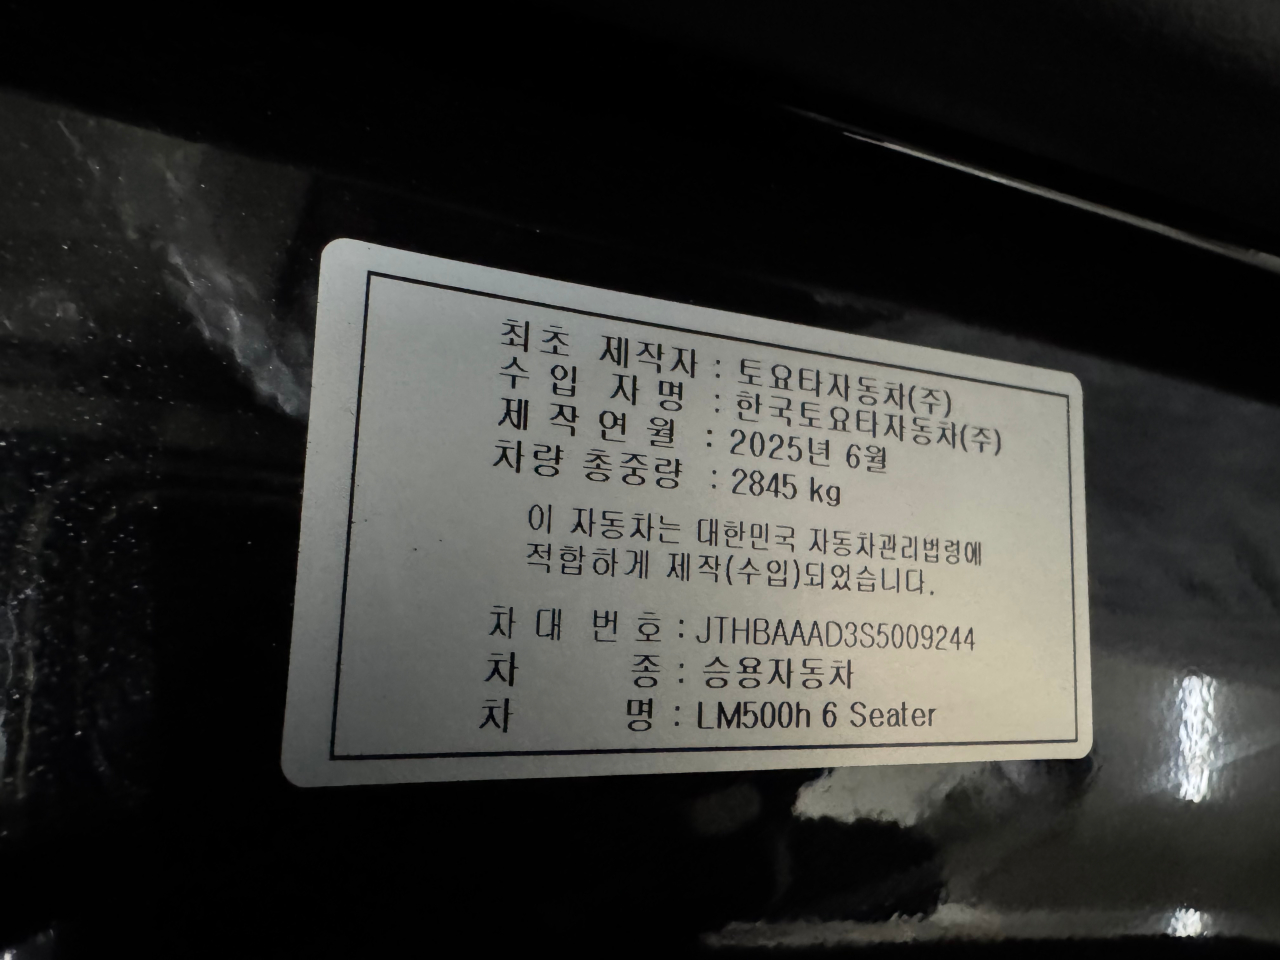 최초 제작자 : 토요타자동차(주)
수입자명 : 한국토요타자동차(주)
제작연월 : 2025년 6월
차량 총중량 : 2845 kg
이 자동차는 대한민국 자동차관리법령에
적합하게 제작(수입)되었습니다.
차대번호 : JTHBAAAD3S5009244
차종 : 승용자동차
차명 : LM500h 6 Seater